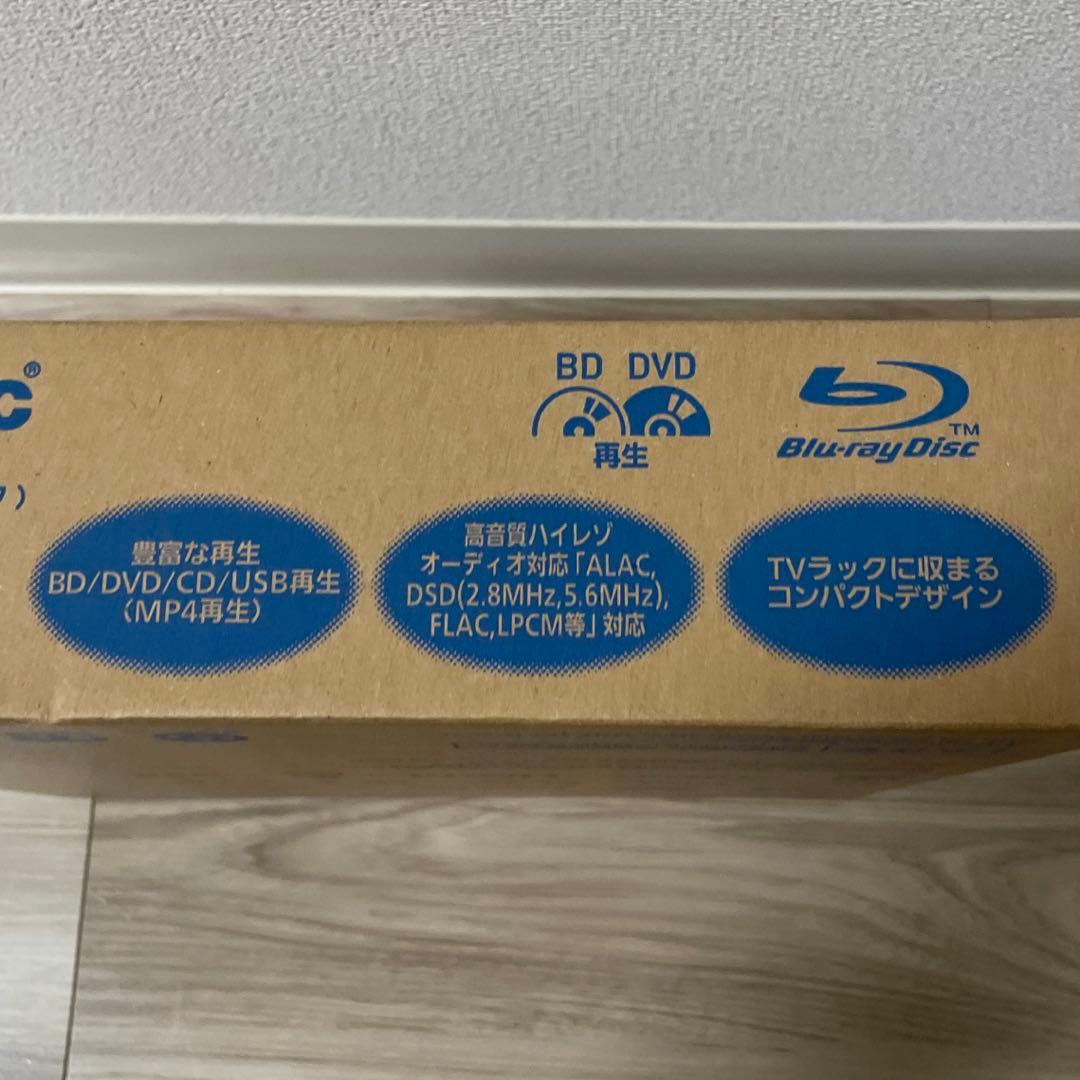 c®
BD DVD
再生
Blu-ray Disc™
ク)
豊富な再生
BD/DVD/CD/USB再生
(MP4再生)
高音質ハイレゾ
オーディオ対応「ALAC,
DSD(2.8MHz,5.6MHz),
FLAC,LPCM等」対応
TVラックに収まる
コンパクトデザイン